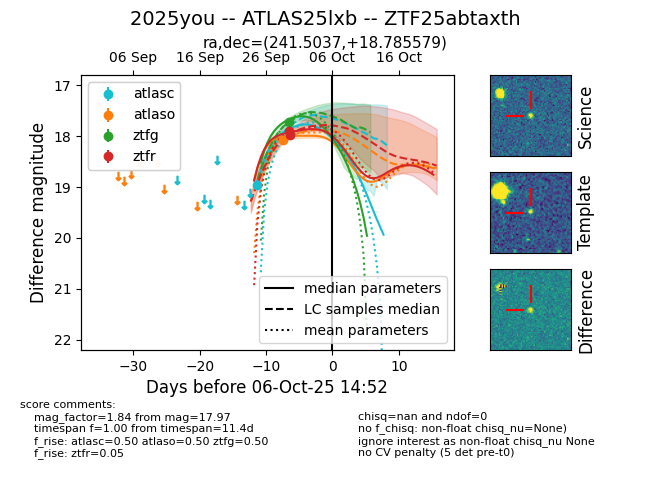 2025you -- ATLAS25lxb -- ZTF25abtaxth
ra,dec=(241.5037,+18.785579)
06 Sep 16 Sep 26 Sep 06 Oct 16 Oct
17
18
19
20
21
22
Difference magnitude
atlasc
atlaso
ztfg
ztfr
median parameters
LC samples median
mean parameters
−30 −20 −10 0 10
Days before 06-Oct-25 14:52
Science
Template
Difference
score comments:
mag_factor=1.84 from mag=17.97
timespan f=1.00 from timespan=11.4d
f_rise: atlasc=0.50 atlaso=0.50 ztfg=0.50
f_rise: ztfr=0.05
chisq=nan and ndof=0
no f_chisq: non-float chisq_nu=None)
ignore interest as non-float chisq_nu None
no CV penalty (5 det pre-t0)